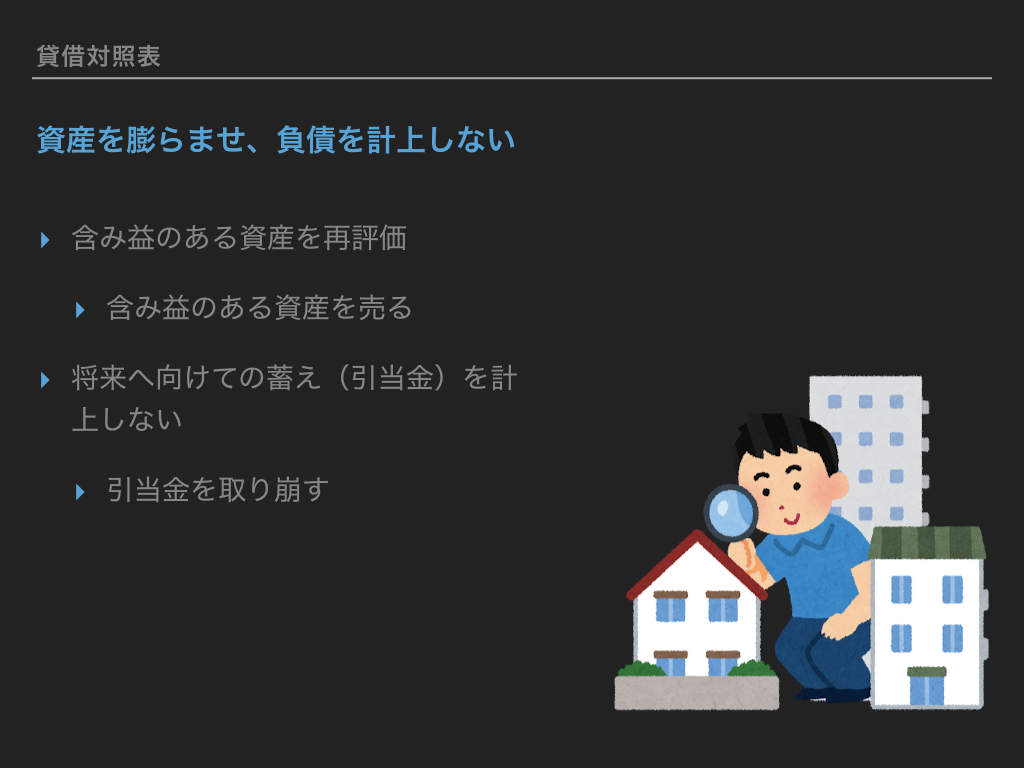 貸借対照表
資産を膨らませ、負債を計上しない
含み益のある資産を再評価
含み益のある資産を売る
将来へ向けての蓄え（引当金）を計
上しない
引当金を取り崩す